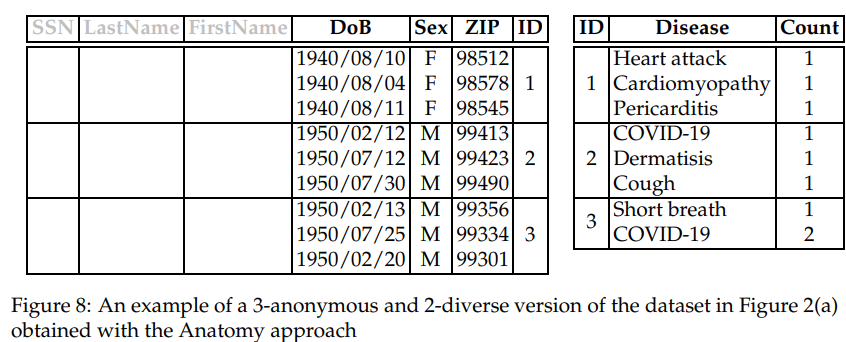 SSN LastName FirstName DoB Sex ZIP ID ID Disease Count
1940/08/10 F 98512 Heart attack 1
1940/08/04 F 98578 1 1 Cardiomyopathy 1
1940/08/11 F 98545 Pericarditis 1
1950/02/12 M 99413 COVID-19 1
1950/07/12 M 99423 2 2 Dermatisis 1
1950/07/30 M 99490 Cough 1
1950/02/13 M 99356 Short breath 1
1950/07/25 M 99334 3 3 COVID-19 2
1950/02/20 M 99301
Figure 8: An example of a 3-anonymous and 2-diverse version of the dataset in Figure 2(a)
obtained with the Anatomy approach